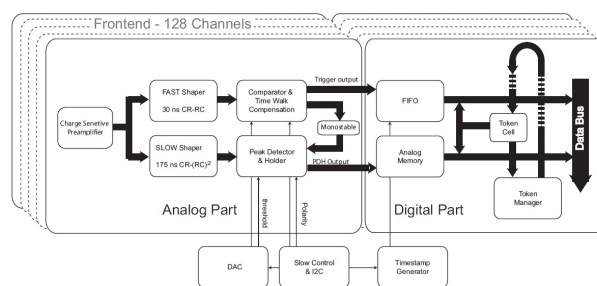 Frontend - 128 Channels
Charge Senetive
Preamplifier
FAST Shaper
30 ns CR-RC
SLOW Shaper
175 ns CR-(RC)²
Comparator &
Time Walk
Compensation
Monostable
Peak Detector
& Holder
Trigger output
PDH Output
Analog Part
FIFO
Analog
Memory
Token
Cell
Token
Manager
Data Bus
Digital Part
threshold
Polarity
DAC
Slow Control
& I2C
Timestamp
Generator